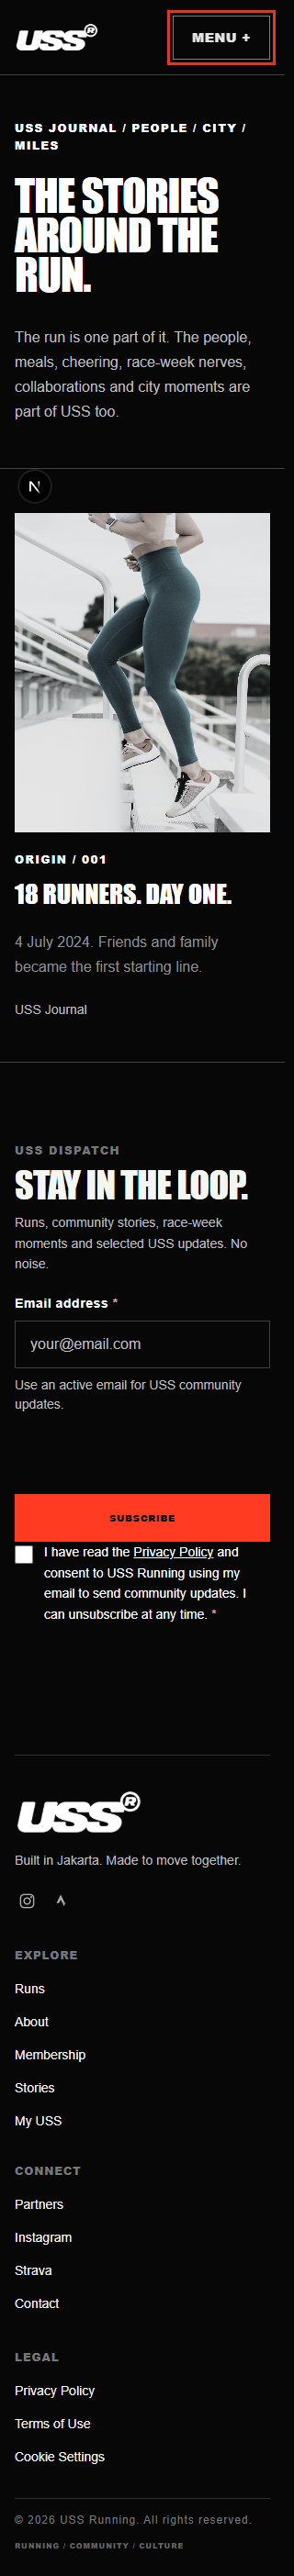 USS®
MENU +
USS JOURNAL / PEOPLE / CITY /
MILES
THE STORIES
AROUND THE
RUN.
The run is one part of it. The people,
meals, cheering, race-week nerves,
collaborations and city moments are
part of USS too.
N
ORIGIN / 001
18 RUNNERS. DAY ONE.
4 July 2024. Friends and family
became the first starting line.
USS Journal
USS DISPATCH
STAY IN THE LOOP.
Runs, community stories, race-week
moments and selected USS updates. No
noise.
Email address *
your@email.com
Use an active email for USS community
updates.
SUBSCRIBE
I have read the Privacy Policy and
consent to USS Running using my
email to send community updates. I
can unsubscribe at any time. *
USS®
Built in Jakarta. Made to move together.
EXPLORE
Runs
About
Membership
Stories
My USS
CONNECT
Partners
Instagram
Strava
Contact
LEGAL
Privacy Policy
Terms of Use
Cookie Settings
© 2026 USS Running. All rights reserved.
RUNNING / COMMUNITY / CULTURE